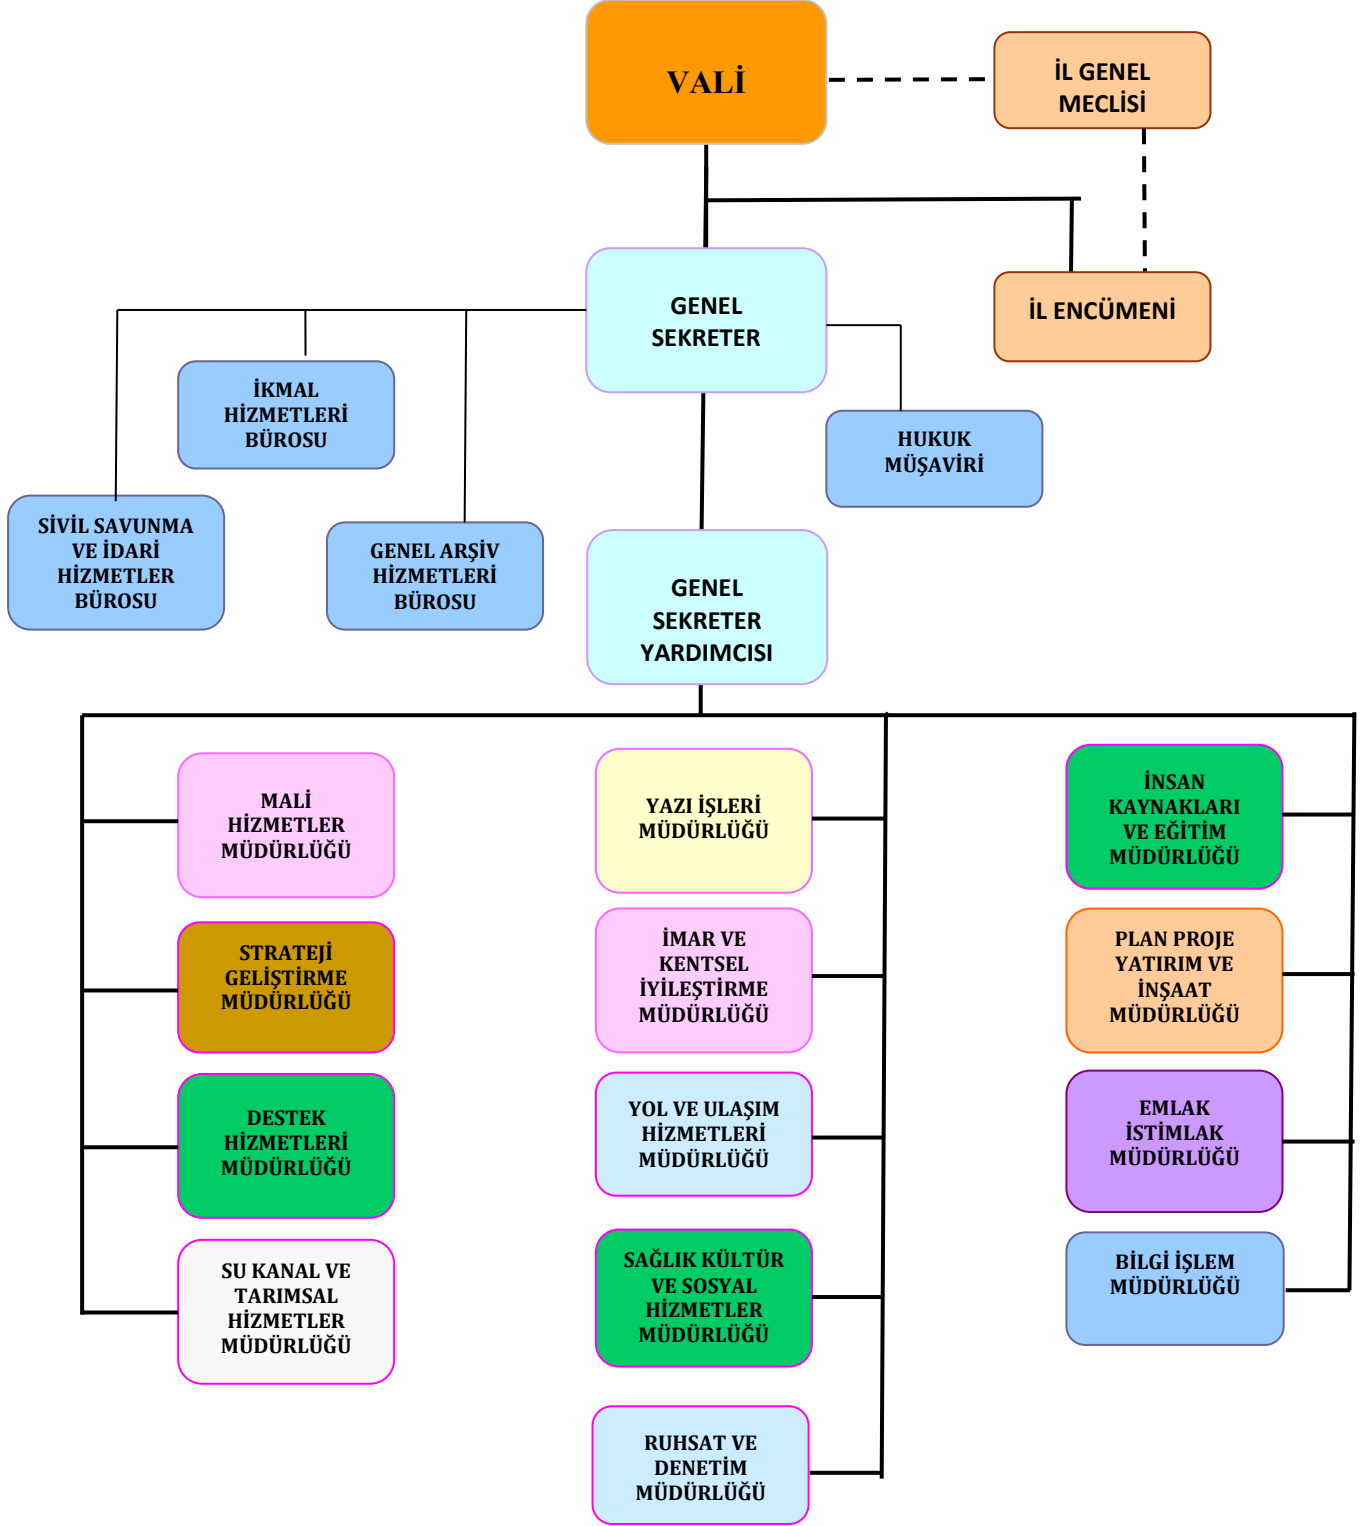 VALİ
İL GENEL
MECLİSİ
GENEL
SEKRETER
İL ENCÜMENİ
İKMAL
HİZMETLERİ
BÜROSU
HUKUK
MÜŞAVİRİ
SİVİL SAVUNMA
VE İDARİ
HİZMETLER
BÜROSU
GENEL ARŞİV
HİZMETLERİ
BÜROSU
GENEL
SEKRETER
YARDIMCISI
MALİ
HİZMETLER
MÜDÜRLÜĞÜ
YAZI İŞLERİ
MÜDÜRLÜĞÜ
İNSAN
KAYNAKLARI
VE EĞİTİM
MÜDÜRLÜĞÜ
STRATEJİ
GELİŞTİRME
MÜDÜRLÜĞÜ
İMAR VE
KENTSEL
İYİLEŞTİRME
MÜDÜRLÜĞÜ
PLAN PROJE
YATIRIM VE
İNŞAAT
MÜDÜRLÜĞÜ
DESTEK
HİZMETLERİ
MÜDÜRLÜĞÜ
YOL VE ULAŞIM
HİZMETLERİ
MÜDÜRLÜĞÜ
EMLAK
İSTİMLAK
MÜDÜRLÜĞÜ
SU KANAL VE
TARIMSAL
HİZMETLER
MÜDÜRLÜĞÜ
SAĞLIK KÜLTÜR
VE SOSYAL
HİZMETLER
MÜDÜRLÜĞÜ
BİLGİ İŞLEM
MÜDÜRLÜĞÜ
RUHSAT VE
DENETİM
MÜDÜRLÜĞÜ